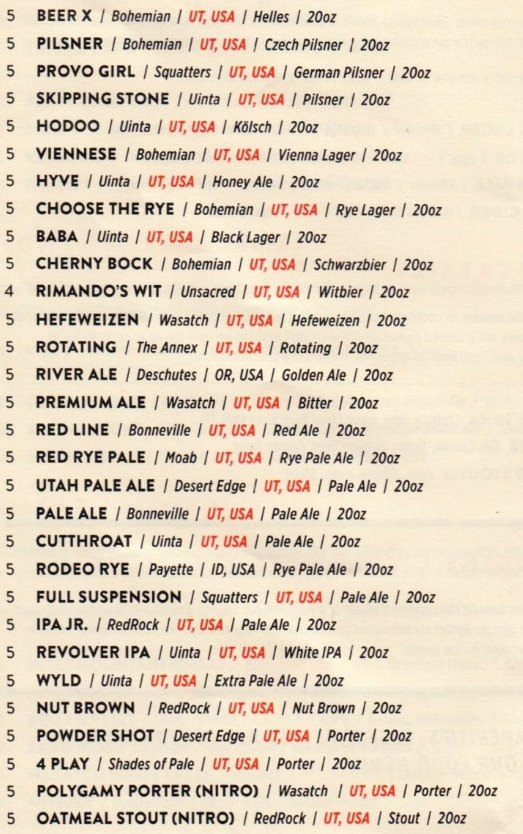 5 BEER X / Bohemian / UT, USA / Helles / 20oz
5 PILSNER / Bohemian / UT, USA / Czech Pilsner / 20oz
5 PROVO GIRL / Squatters / UT, USA / German Pilsner / 20oz
5 SKIPPING STONE / Uinta / UT, USA / Pilsner / 20oz
5 HODOO / Uinta / UT, USA / Kölsch / 20oz
5 VIENNESE / Bohemian / UT, USA / Vienna Lager / 20oz
5 HYVE / Uinta / UT, USA / Honey Ale / 20oz
5 CHOOSE THE RYE / Bohemian / UT, USA / Rye Lager / 20oz
5 BABA / Uinta / UT, USA / Black Lager / 20oz
5 CHERNY BOCK / Bohemian / UT, USA / Schwarzbier / 20oz
4 RIMANDO'S WIT / Unsacred / UT, USA / Witbier / 20oz
5 HEFEWEIZEN / Wasatch / UT, USA / Hefeweizen / 20oz
5 ROTATING / The Annex / UT, USA / Rotating / 20oz
5 RIVER ALE / Deschutes / OR, USA / Golden Ale / 20oz
5 PREMIUM ALE / Wasatch / UT, USA / Bitter / 20oz
5 RED LINE / Bonneville / UT, USA / Red Ale / 20oz
5 RED RYE PALE / Moab / UT, USA / Rye Pale Ale / 20oz
5 UTAH PALE ALE / Desert Edge / UT, USA / Pale Ale / 20oz
5 PALE ALE / Bonneville / UT, USA / Pale Ale / 20oz
5 CUTTHROAT / Uinta / UT, USA / Pale Ale / 20oz
5 RODEO RYE / Payette / ID, USA / Rye Pale Ale / 20oz
5 FULL SUSPENSION / Squatters / UT, USA / Pale Ale / 20oz
5 IPA JR. / RedRock / UT, USA / Pale Ale / 20oz
5 REVOLVER IPA / Uinta / UT, USA / White IPA / 20oz
5 WYLD / Uinta / UT, USA / Extra Pale Ale / 20oz
5 NUT BROWN / RedRock / UT, USA / Nut Brown / 20oz
5 POWDER SHOT / Desert Edge / UT, USA / Porter / 20oz
5 4 PLAY / Shades of Pale / UT, USA / Porter / 20oz
5 POLYGAMY PORTER (NITRO) / Wasatch / UT, USA / Porter / 20oz
5 OATMEAL STOUT (NITRO) / RedRock / UT, USA / Stout / 20oz